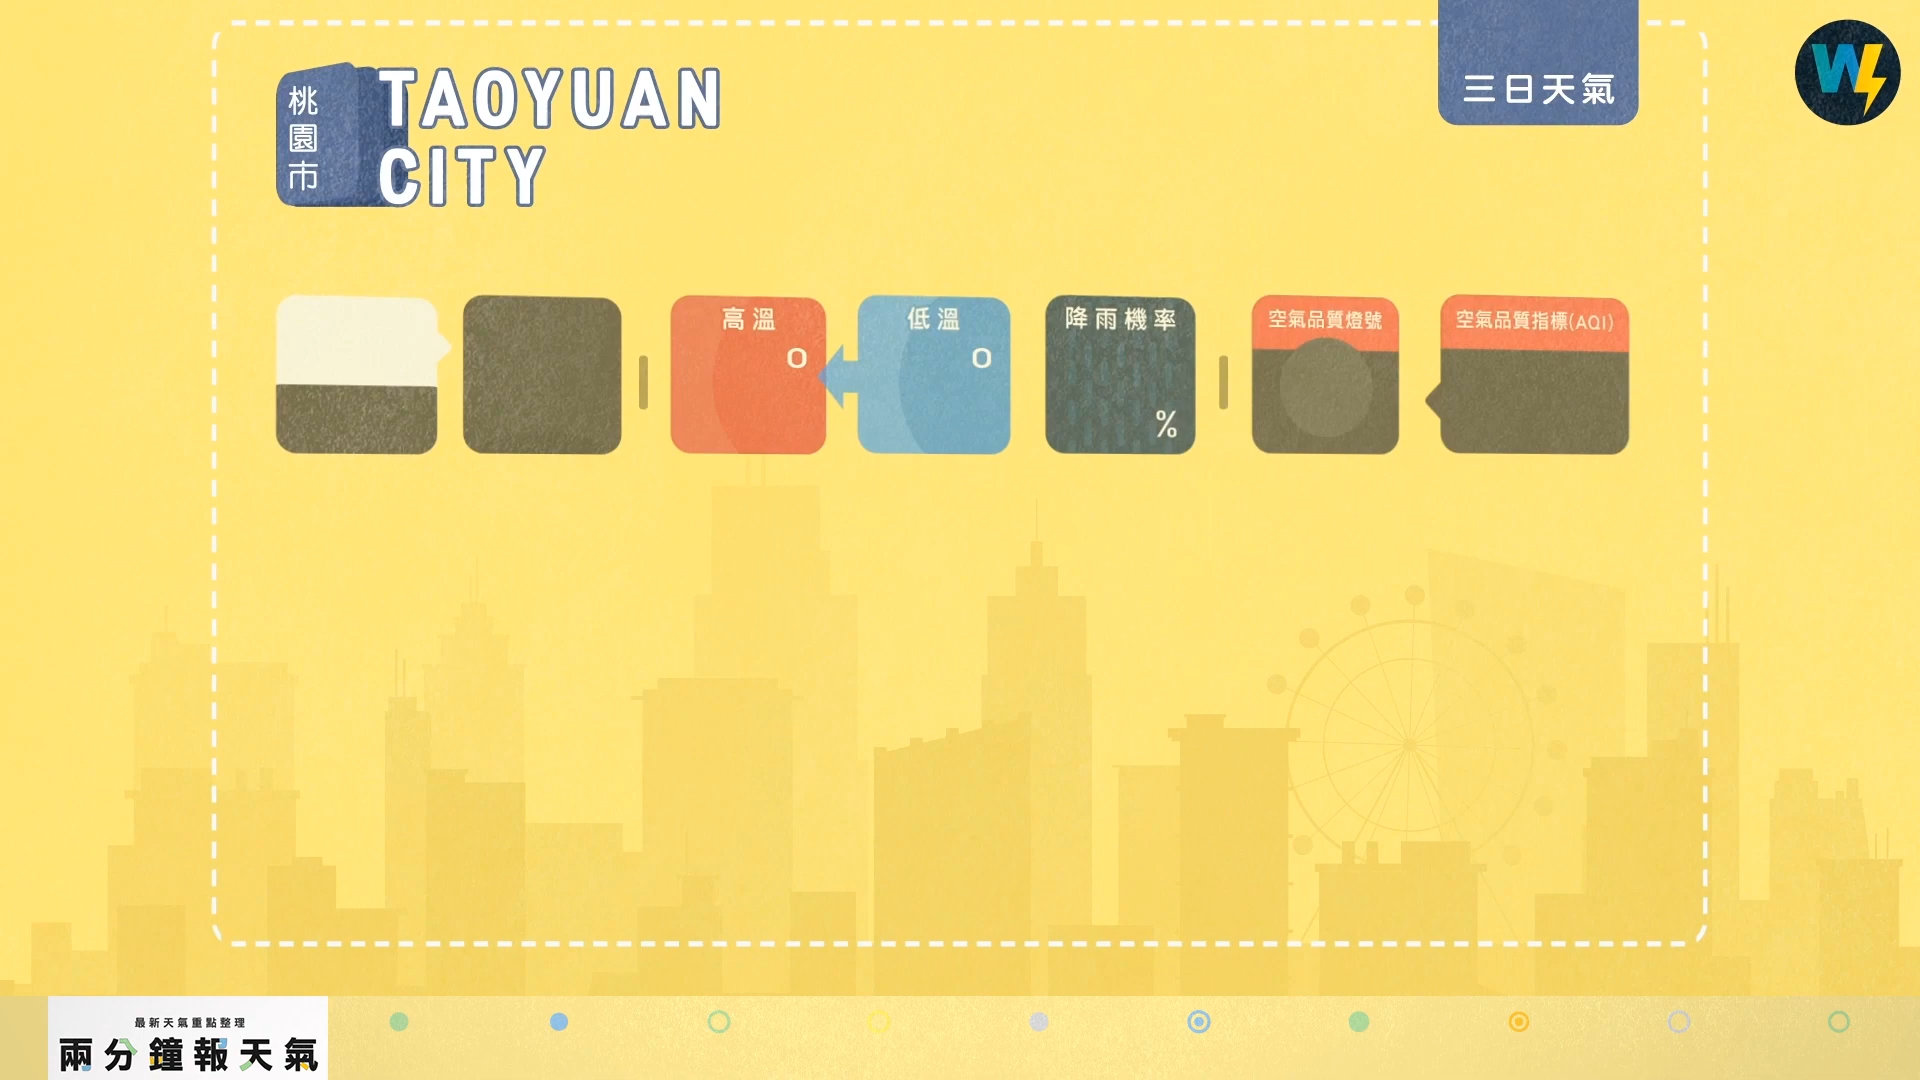 桃園市
TAOYUAN
CITY
三日天氣
W
高溫
低溫
降雨機率
%
空氣品質燈號
空氣品質指標(AQI)
最新天氣重點整理
兩分鐘報天氣